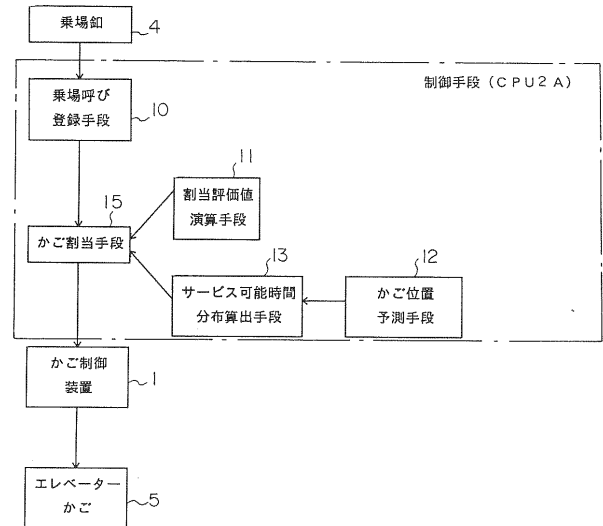 乗場釦
4
制御手段(CPU2A)
乗場呼び
登録手段
10
11
割当評価値
演算手段
15
かご割当手段
13
サービス可能時間
分布算出手段
12
かご位置
予測手段
かご制御
装置
1
エレベーター
かご
5